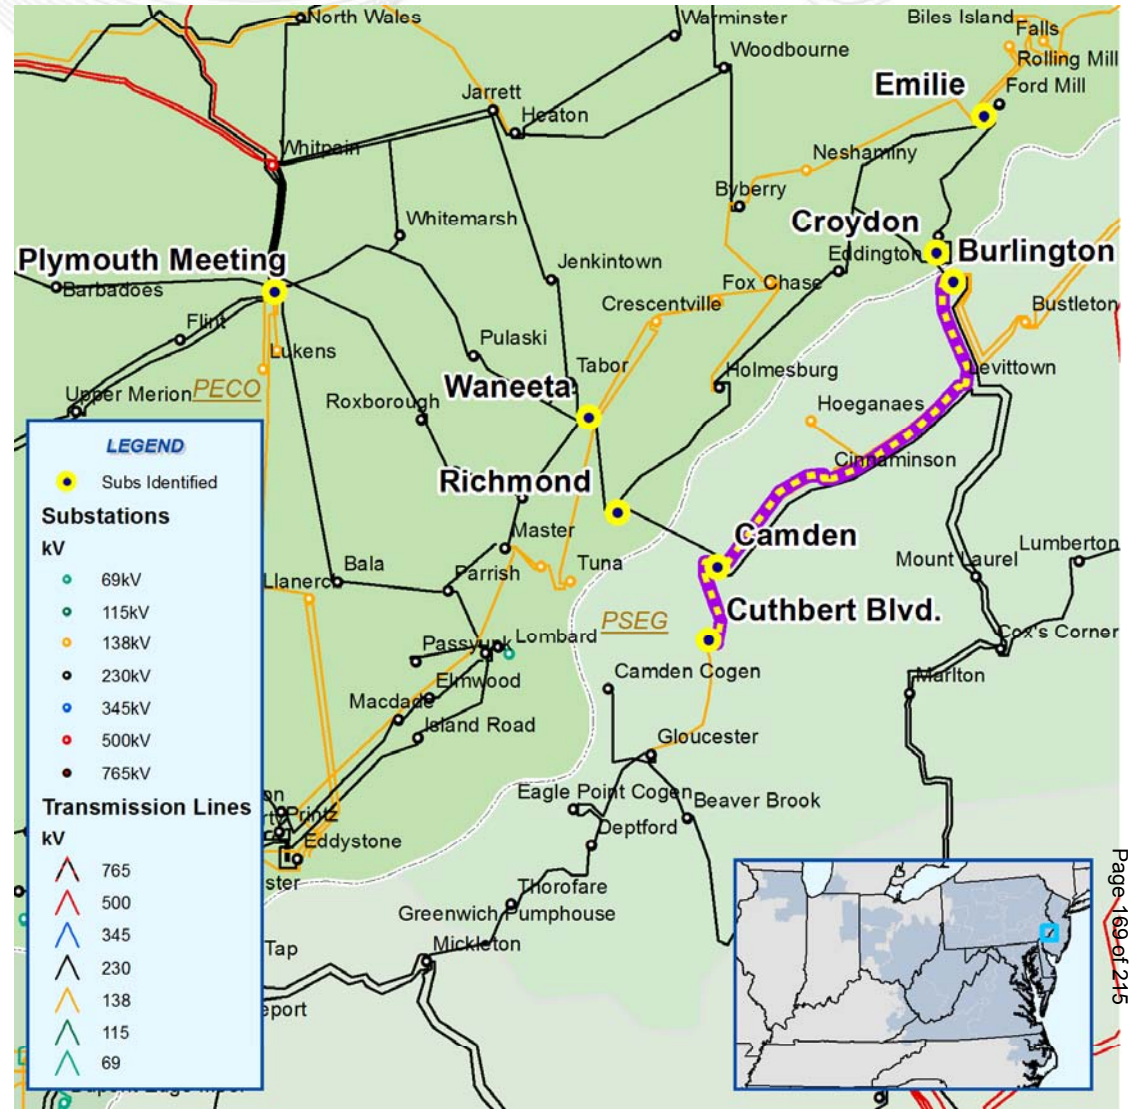 North Wales
Warminster
Biles Island
Falls
Woodbourne
Rolling Mill
Emilie
Ford Mill
Jarrett
Heaton
Whitpain
Neshaminy
Byberry
Whitemarsh
Croydon
Eddington
Burlington
Plymouth Meeting
Jenkintown
Barbadoes
Fox Chase
Crescentville
Bustleton
Flint
Pulaski
Lukens
Tabor
Levittown
Holmesburg
Upper Merion
PECO
Waneeta
Roxborough
Hoeganaes
Cinnaminson
Richmond
Master
Camden
Lumberton
Bala
Parrish
Tuna
Mount Laurel
Llanerc
Cuthbert Blvd.
PSEG
Passyunk
Lombard
Cox's Corner
Camden Cogen
Marlton
Elmwood
Macdade
Island Road
Gloucester
Eagle Point Cogen
Beaver Brook
Printz
Deptford
Eddystone
ster
Thorofare
Greenwich Pumphouse
Mickleton
Tap
eport
LEGEND
Subs Identified
Substations
kV
69kV
115kV
138kV
230kV
345kV
500kV
765kV
Transmission Lines
kV
765
500
345
230
138
115
69
Page 169 of 215